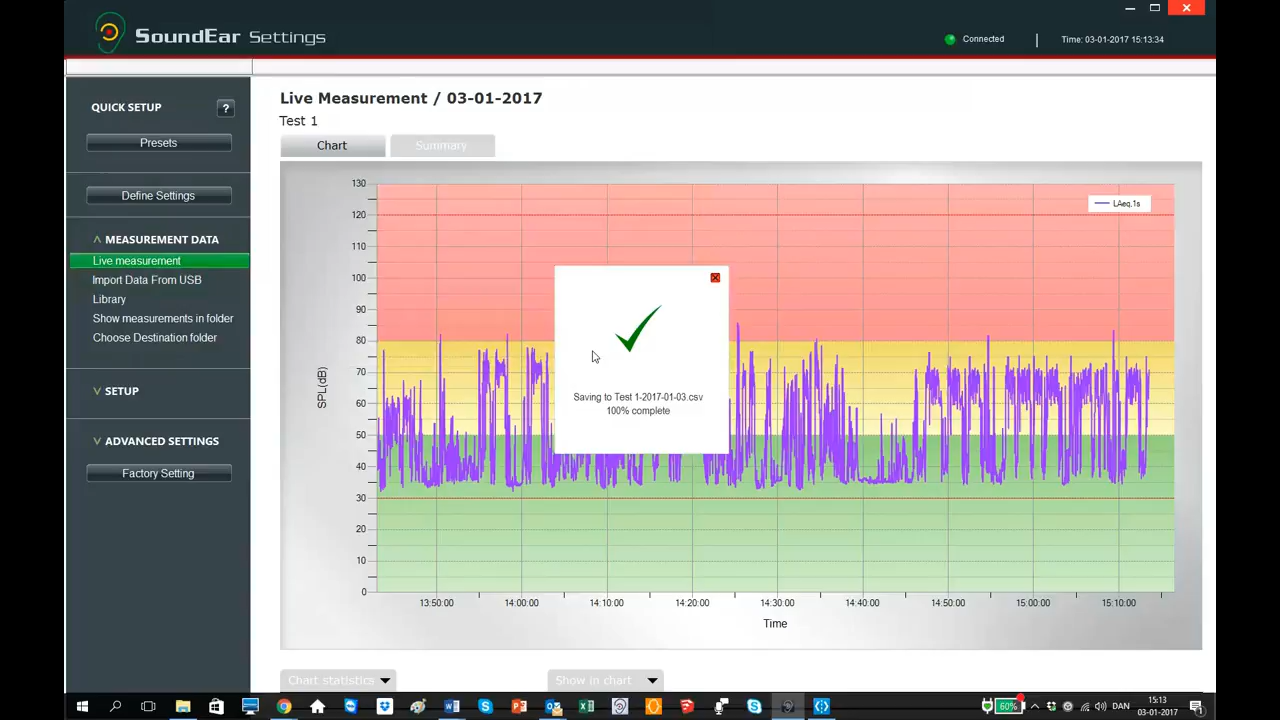 SoundEar Settings
Connected
Time: 03-01-2017 15:13:34
QUICK SETUP
?
Presets
Define Settings
MEASUREMENT DATA
Live measurement
Import Data From USB
Library
Show measurements in folder
Choose Destination folder
SETUP
ADVANCED SETTINGS
Factory Setting
Live Measurement / 03-01-2017
Test 1
Chart
Summary
130
120
110
100
90
80
70
60
50
40
30
20
10
0
SPL(dB)
LAeq.1s
Saving to Test 1-2017-01-03.csv
100% complete
13:50:00
14:00:00
14:10:00
14:20:00
14:30:00
14:40:00
14:50:00
15:00:00
15:10:00
Time
Chart statistics
Show in chart
60%
DAN
15:13
03-01-2017